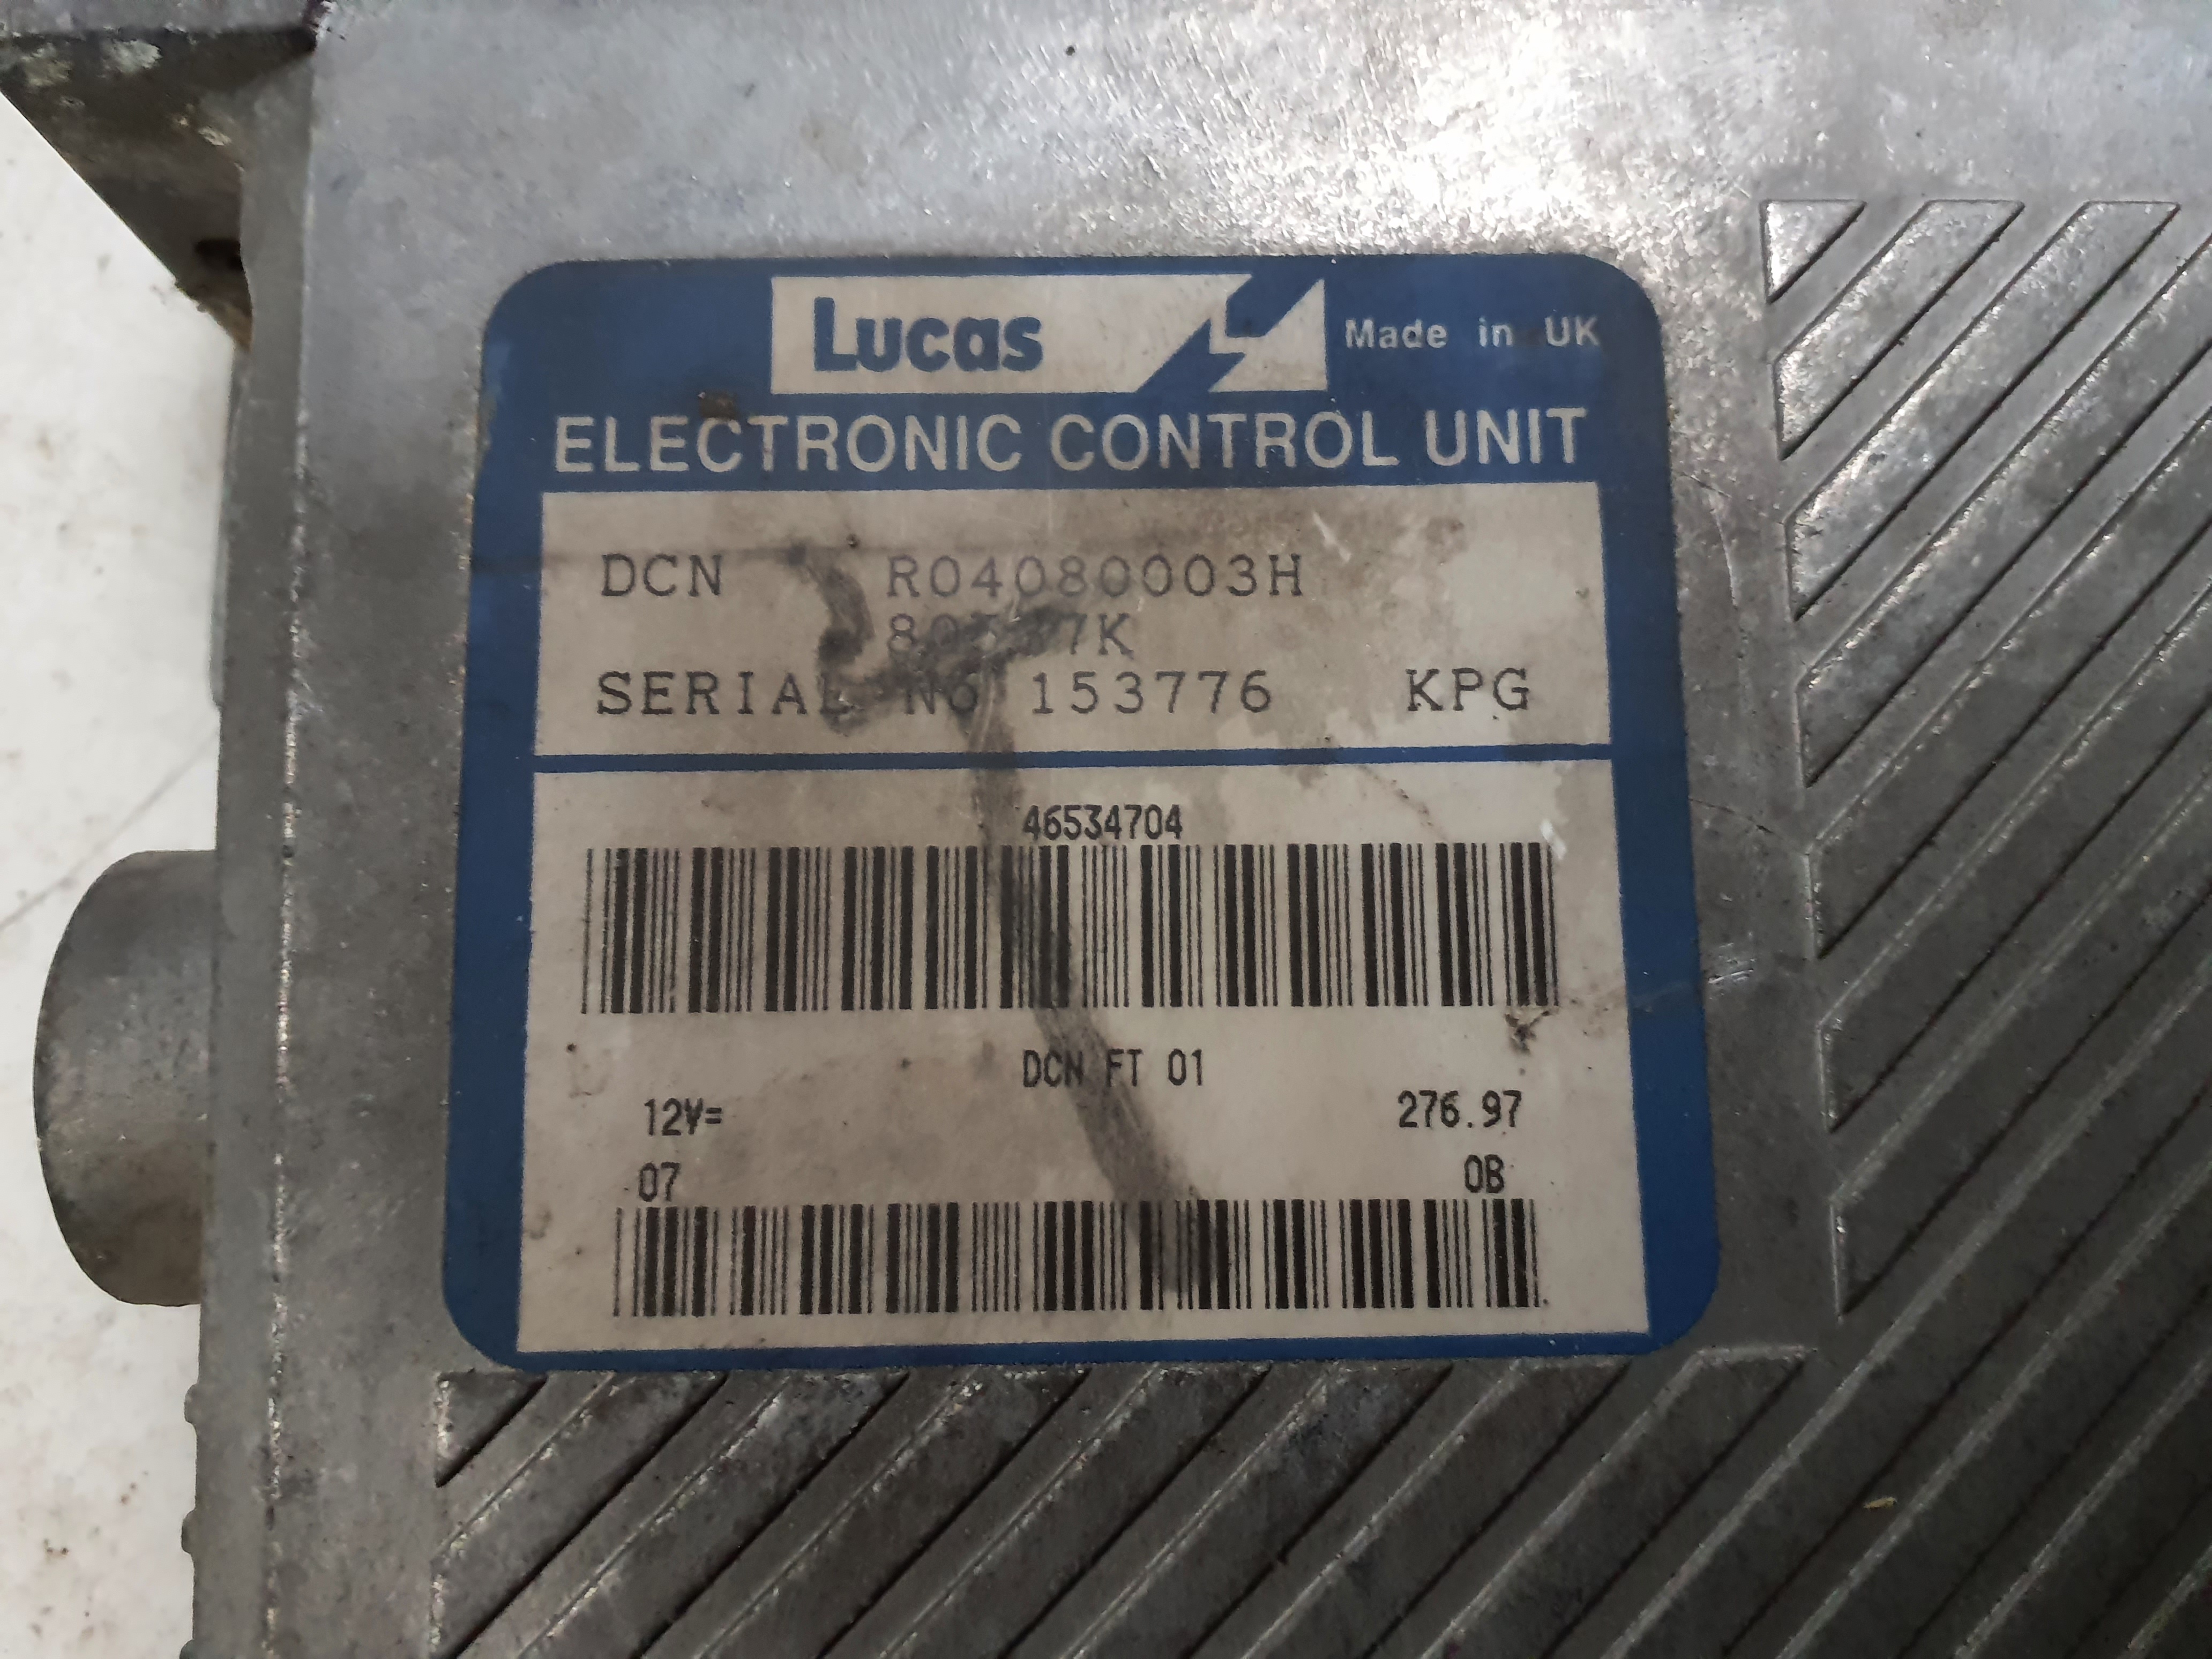 Lucas Made in UK
ELECTRONIC CONTROL UNIT
DCN R04080003H
SERIAL No 153776 KPG
46534704
DCN FT 01
12V= 276.97
07 0B